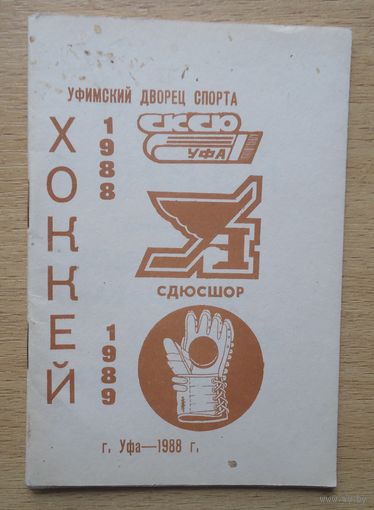 УФИМСКИЙ ДВОРЕЦ СПОРТА
ХОККЕЙ
1988
1989
СКСЮ
УФА
СДЮСШОР
г. Уфа—1988 г.